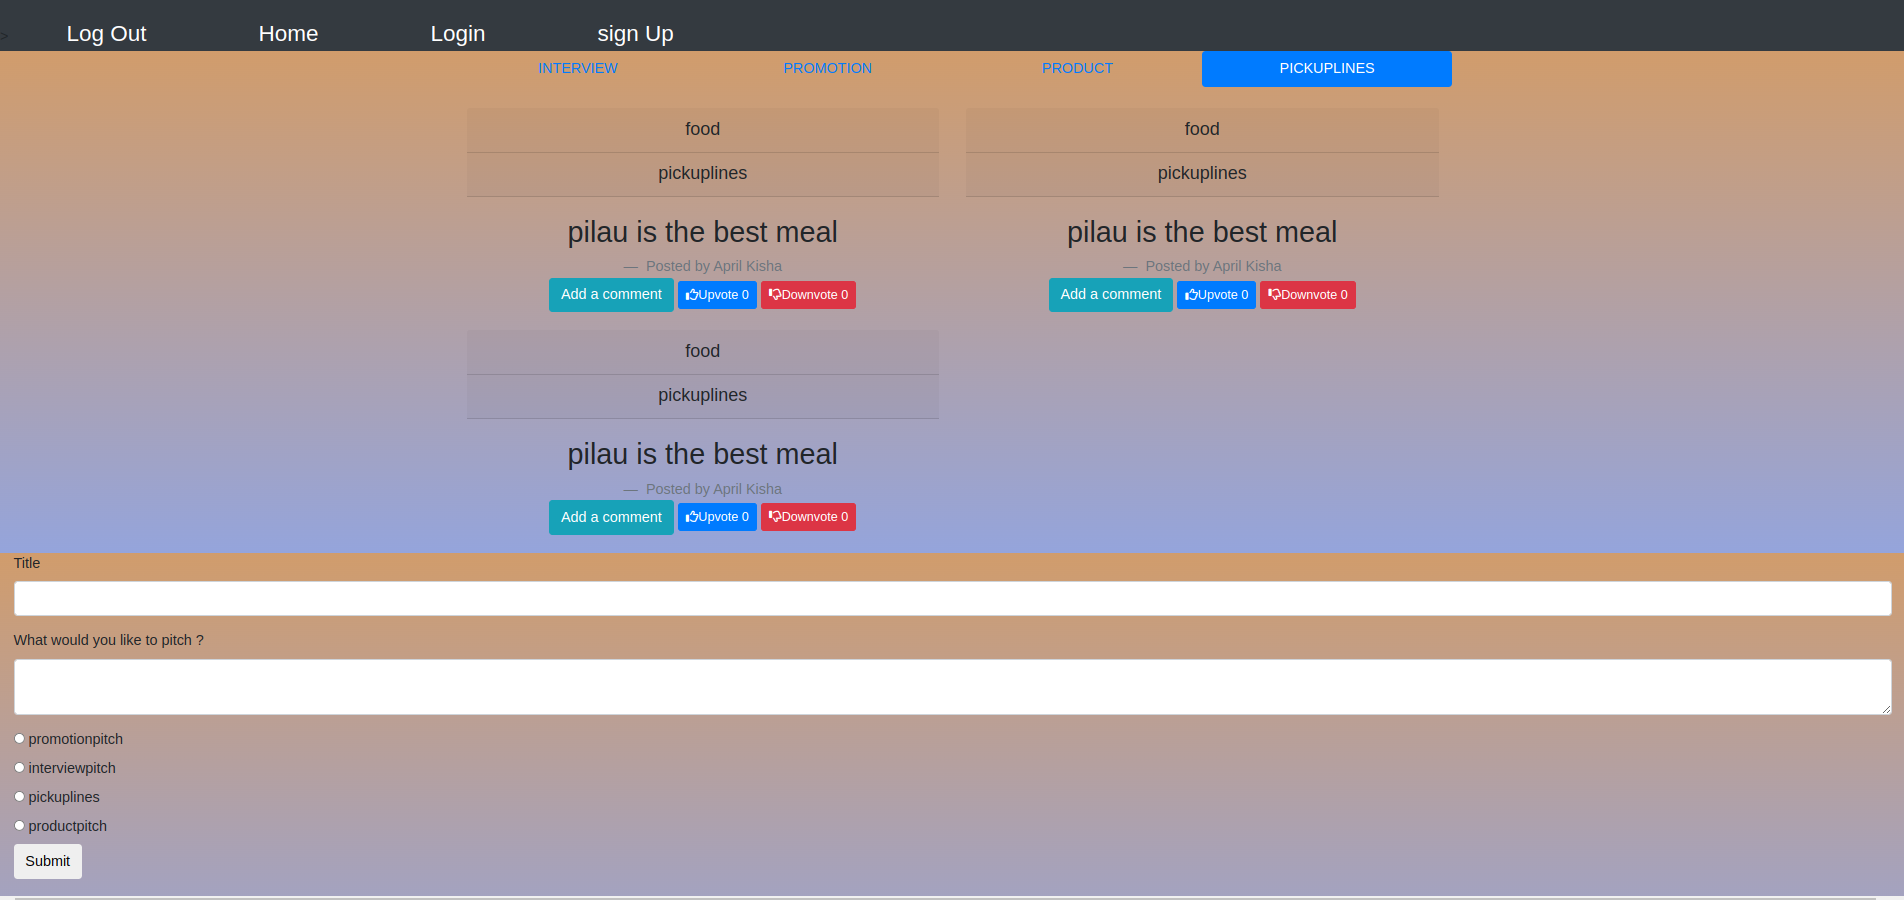 > Log Out Home Login sign Up
INTERVIEW PROMOTION PRODUCT PICKUPLINES
food food
pickuplines pickuplines
pilau is the best meal pilau is the best meal
— Posted by April Kisha — Posted by April Kisha
Add a comment Upvote 0 Downvote 0 Add a comment Upvote 0 Downvote 0
food
pickuplines
pilau is the best meal
— Posted by April Kisha
Add a comment Upvote 0 Downvote 0
Title
What would you like to pitch ?
promotionpitch
interviewpitch
pickuplines
productpitch
Submit